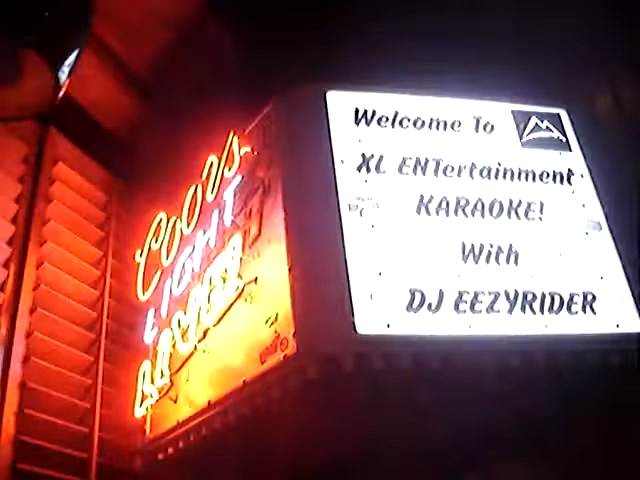 Coors
LIGHT
Welcome To
XL ENTertainment
KARAOKE!
With
DJ EEZYRIDER